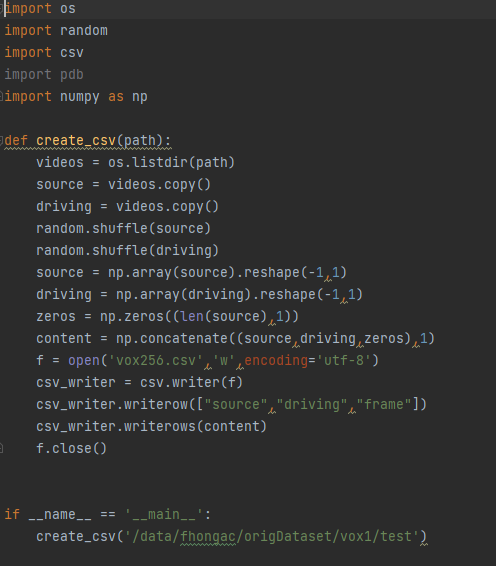 import os
import random
import csv
import pdb
import numpy as np
def create_csv(path):
videos = os.listdir(path)
source = videos.copy()
driving = videos.copy()
random.shuffle(source)
random.shuffle(driving)
source = np.array(source).reshape(-1,1)
driving = np.array(driving).reshape(-1,1)
zeros = np.zeros((len(source),1))
content = np.concatenate((source,driving,zeros),1)
f = open('vox256.csv','w',encoding='utf-8')
csv_writer = csv.writer(f)
csv_writer.writerow(["source","driving","frame"])
csv_writer.writerows(content)
f.close()
if __name__ == '__main__':
create_csv('/data/fhongac/origDataset/vox1/test')